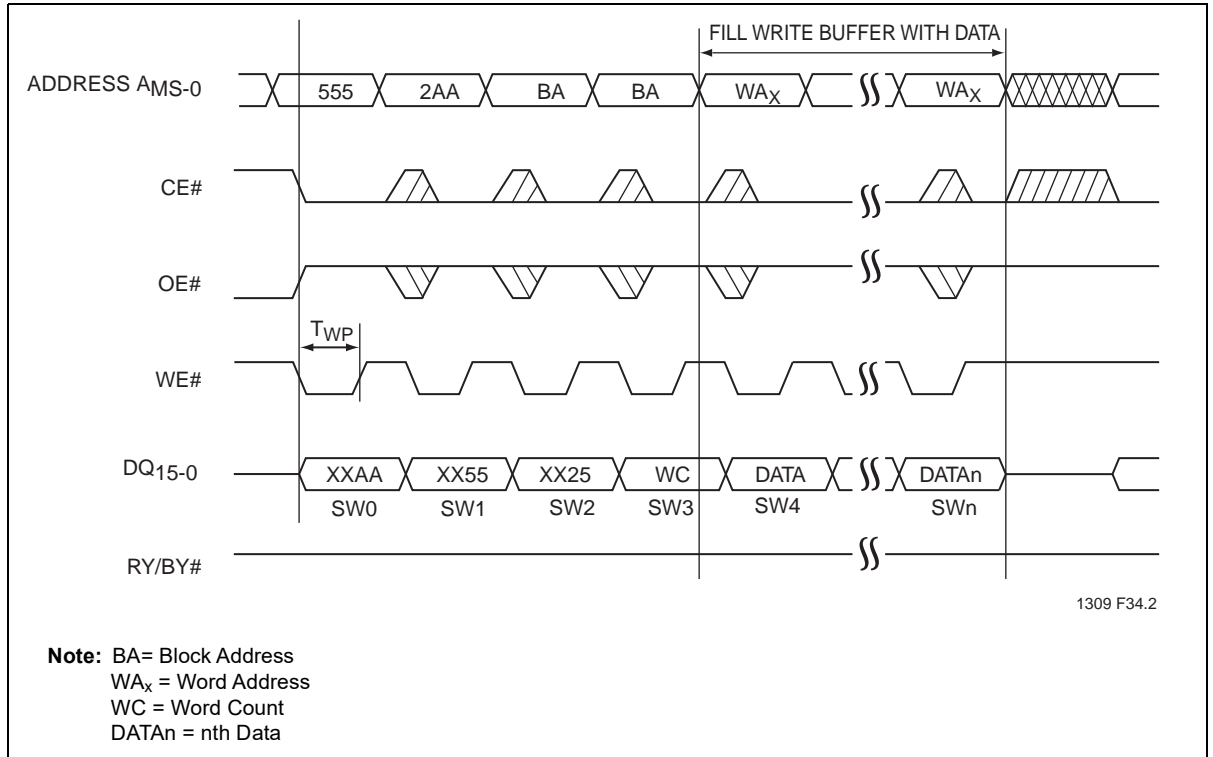 FILL WRITE BUFFER WITH DATA
ADDRESS AMS-0
555 2AA BA BA WAX WAX
CE#
OE#
TWP
WE#
DQ15-0
XXAA XX55 XX25 WC DATA DATAn
SW0 SW1 SW2 SW3 SW4 SWn
RY/BY#
1309 F34.2
Note: BA= Block Address
WAx = Word Address
WC = Word Count
DATAn = nth Data